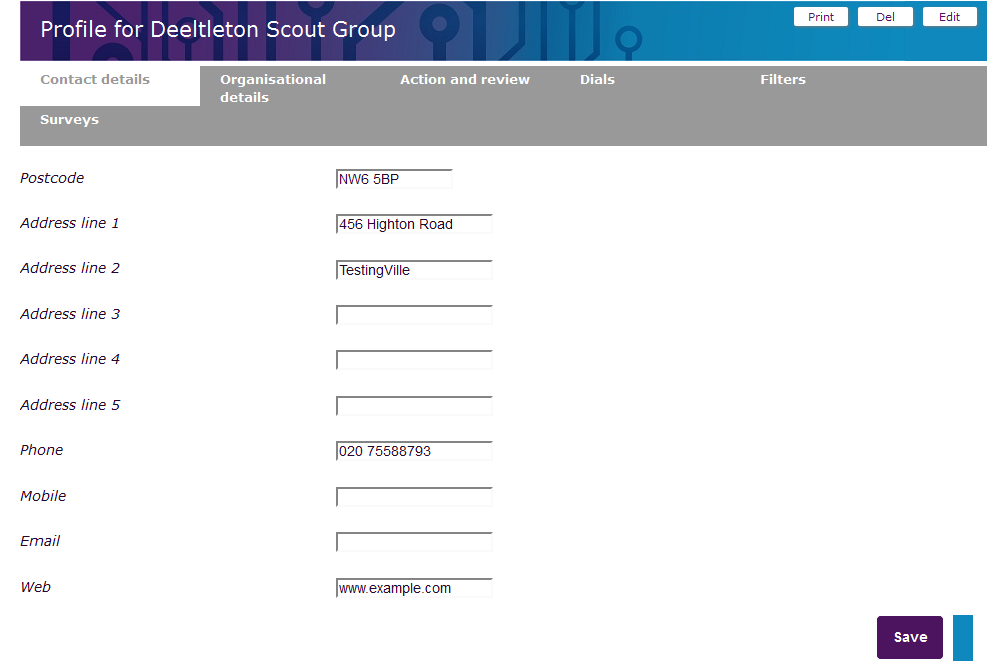 Profile for Deeltleton Scout Group
Print
Del
Edit
Contact details
Organisational
details
Action and review
Dials
Filters
Surveys
Postcode
NW6 5BP
Address line 1
456 Highton Road
Address line 2
TestingVille
Address line 3
Address line 4
Address line 5
Phone
020 75588793
Mobile
Email
Web
www.example.com
Save